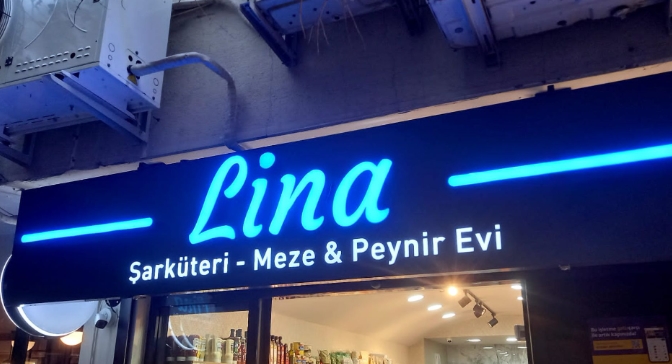 Lina
Şarküteri - Meze & Peynir Evi